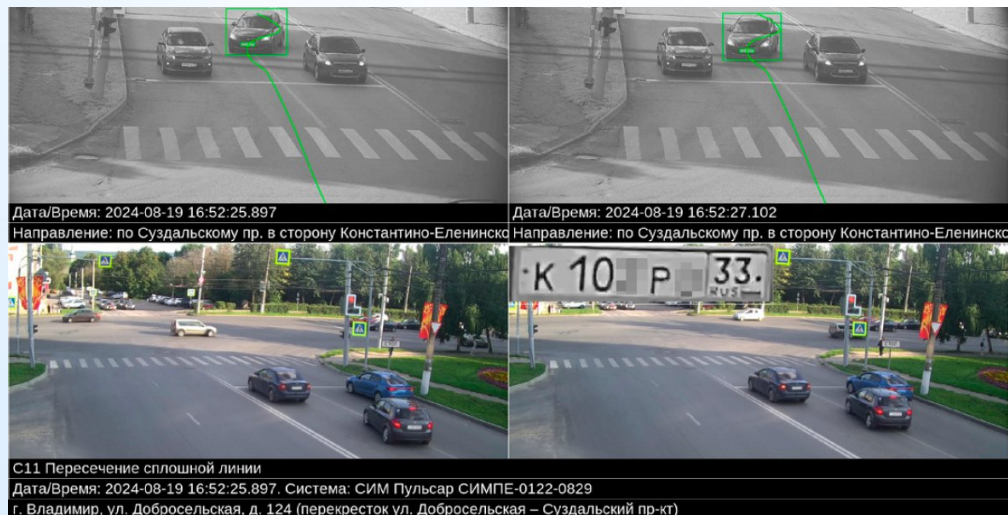 Дата/Время: 2024-08-19 16:52:25.897
Направление: по Суздальскому пр. в сторону Константино-Еленинско
Дата/Время: 2024-08-19 16:52:27.102
Направление: по Суздальскому пр. в сторону Константино-Еленинско
К 10 Р 33
RUS
С11 Пересечение сплошной линии
Дата/Время: 2024-08-19 16:52:25.897. Система: СИМ Пульсар СИМПЕ-0122-0829
г. Владимир, ул. Добросельская, д. 124 (перекресток ул. Добросельская – Суздальский пр-кт)